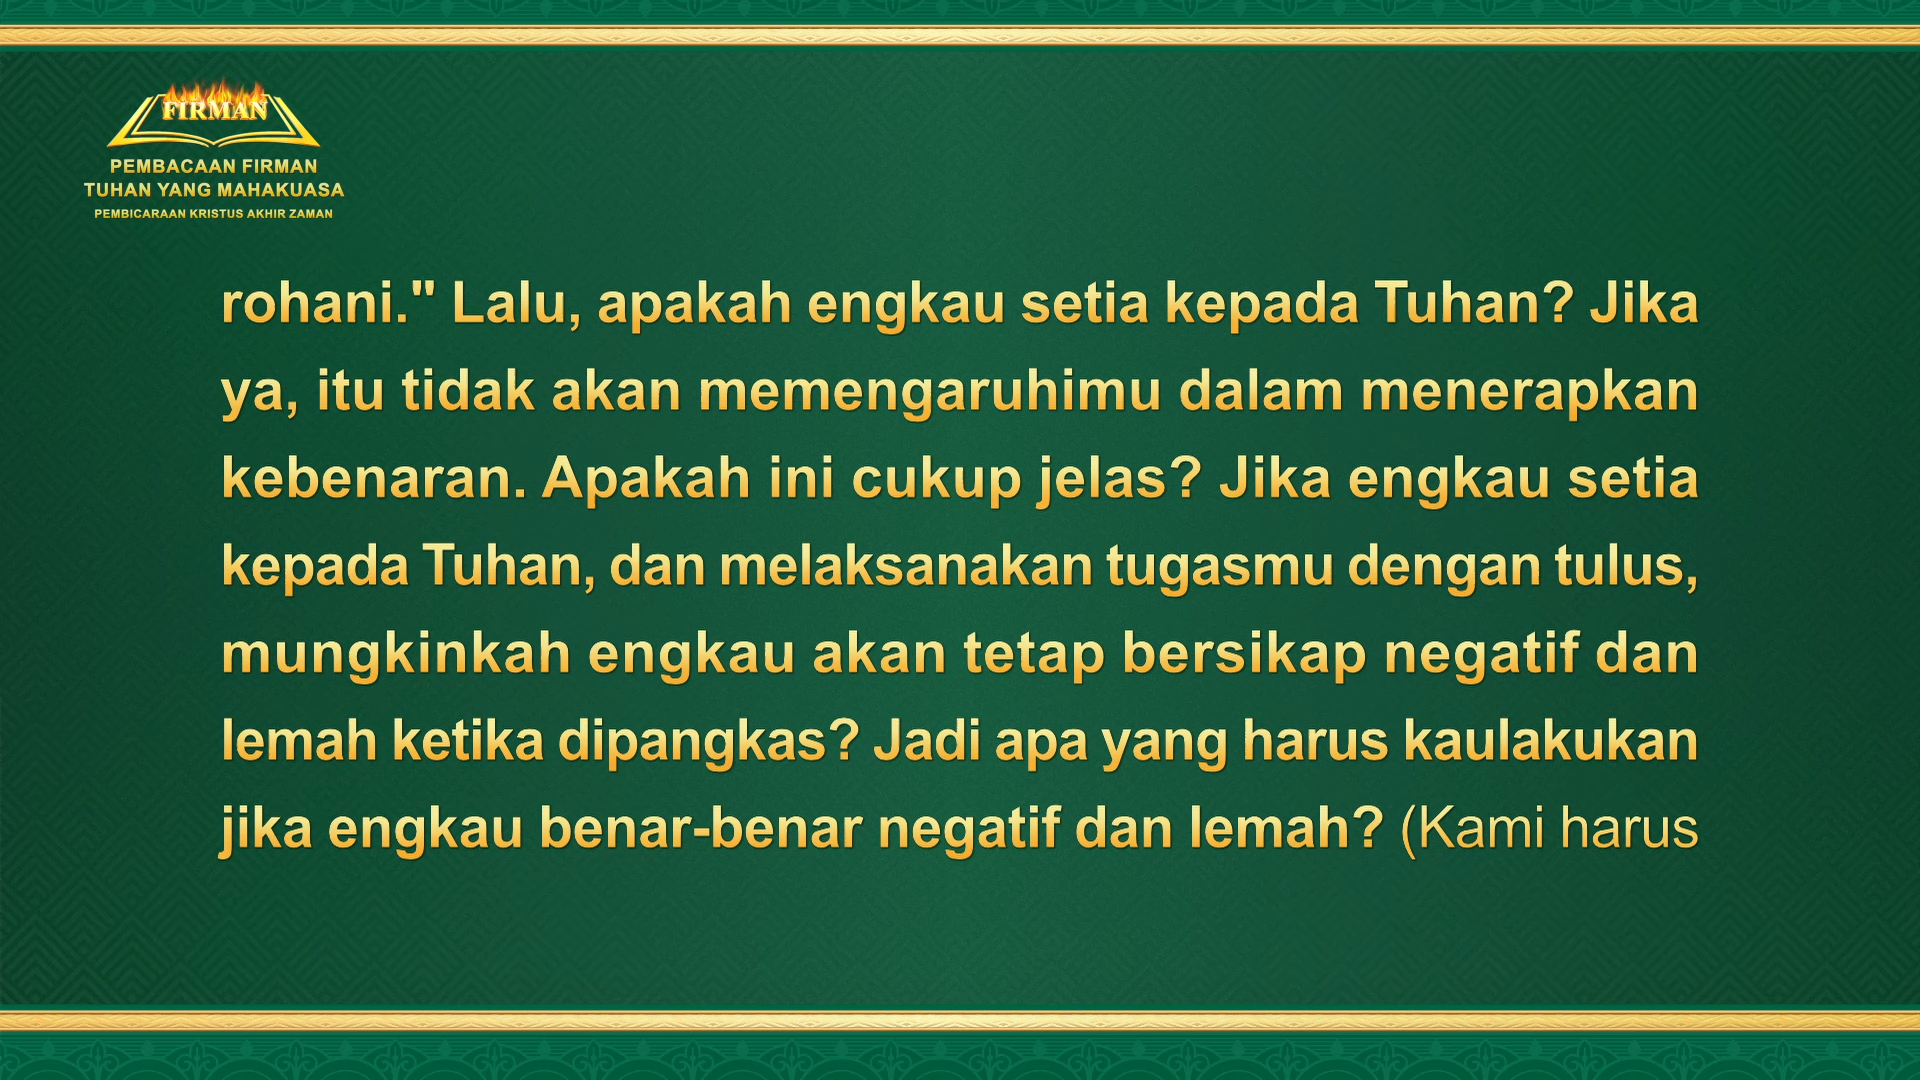 FIRMAN
PEMBACAAN FIRMAN
TUHAN YANG MAHAKUASA
PEMBICARAAN KRISTUS AKHIR ZAMAN
rohani." Lalu, apakah engkau setia kepada Tuhan? Jika
ya, itu tidak akan memengaruhimu dalam menerapkan
kebenaran. Apakah ini cukup jelas? Jika engkau setia
kepada Tuhan, dan melaksanakan tugasmu dengan tulus,
mungkinkah engkau akan tetap bersikap negatif dan
lemah ketika dipangkas? Jadi apa yang harus kaulakukan
jika engkau benar-benar negatif dan lemah? (Kami harus